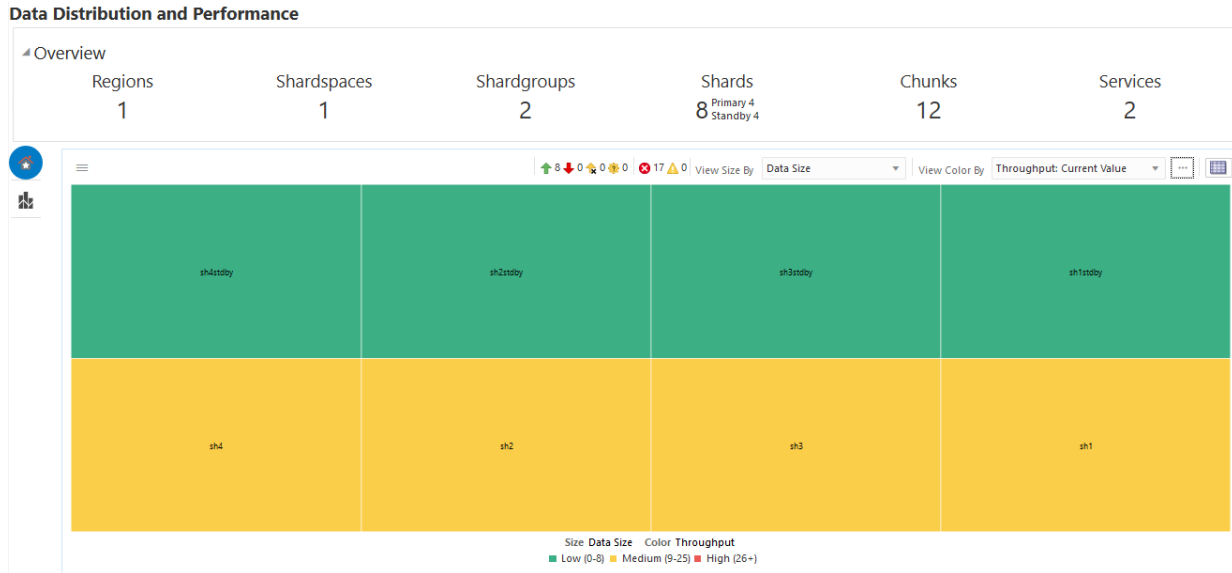 Data Distribution and Performance
Overview
Regions Shardspaces Shardgroups Shards Chunks Services
1 1 2 8 Primary 4 Standby 4 12 2
8 0 0 0 17 0 View Size By Data Size View Color By Throughput: Current Value ...
sh4stdby sh2stdby sh3stdby sh1stdby
sh4 sh2 sh3 sh1
Size Data Size Color Throughput
Low (0-8) Medium (9-25) High (26+)